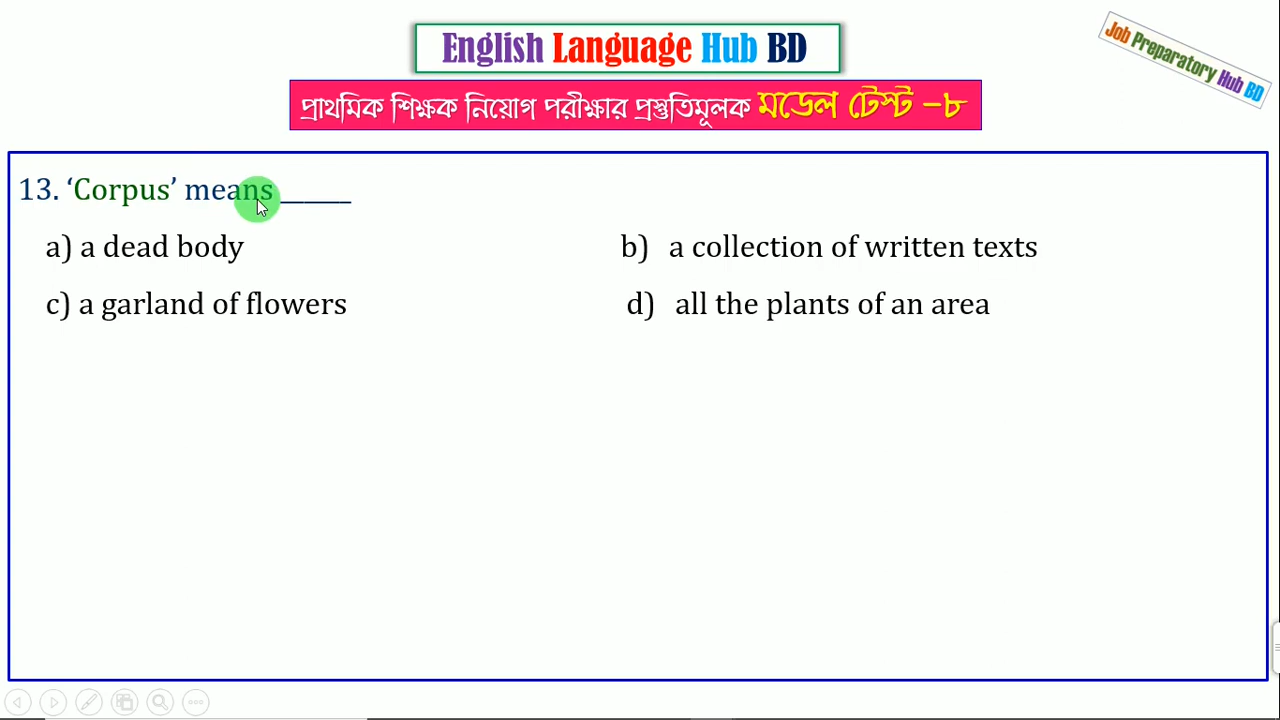 English Language Hub BD
Job Preparatory Hub BD
প্রাথমিক শিক্ষক নিয়োগ পরীক্ষার প্রস্তুতিমূলক মডেল টেস্ট –৮
13. ‘Corpus’ means ______
a) a dead body
b) a collection of written texts
c) a garland of flowers
d) all the plants of an area